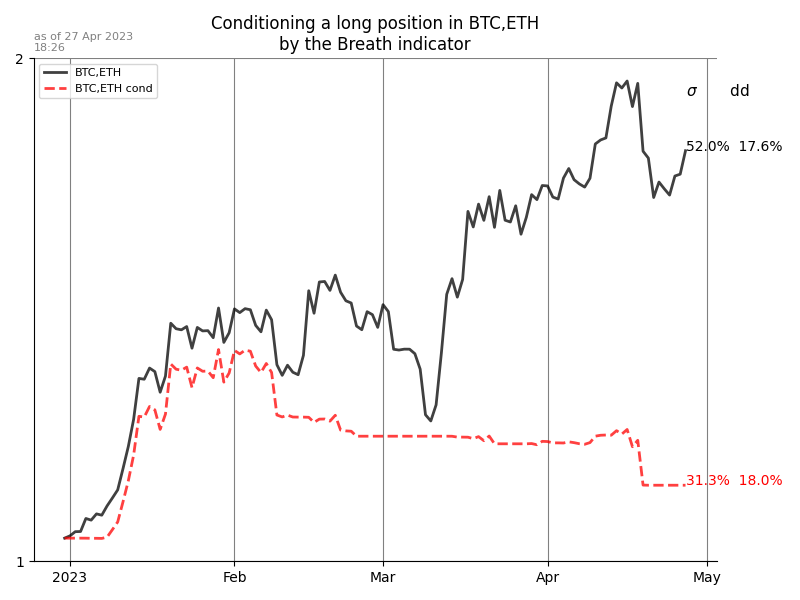 Conditioning a long position in BTC,ETH
by the Breath indicator
as of 27 Apr 2023
18:26
2
BTC,ETH
BTC,ETH cond
σ dd
52.0% 17.6%
31.3% 18.0%
1
2023 Feb Mar Apr May